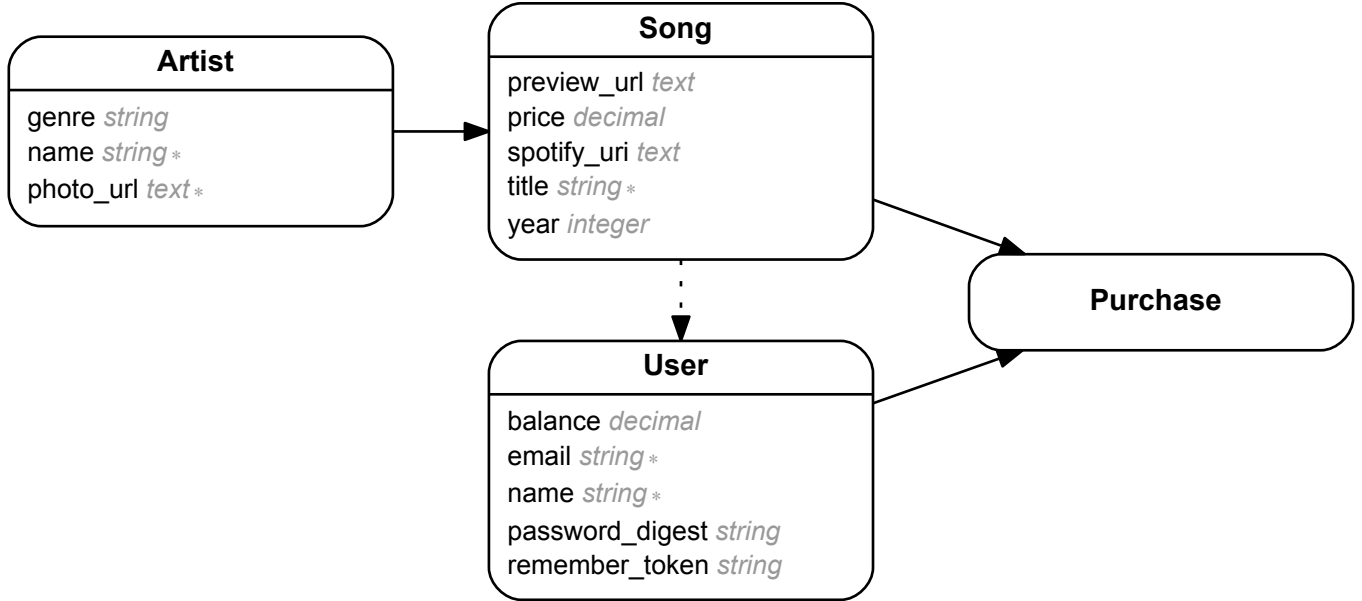 Artist
genre string
name string *
photo_url text *
Song
preview_url text
price decimal
spotify_uri text
title string *
year integer
User
balance decimal
email string *
name string *
password_digest string
remember_token string
Purchase